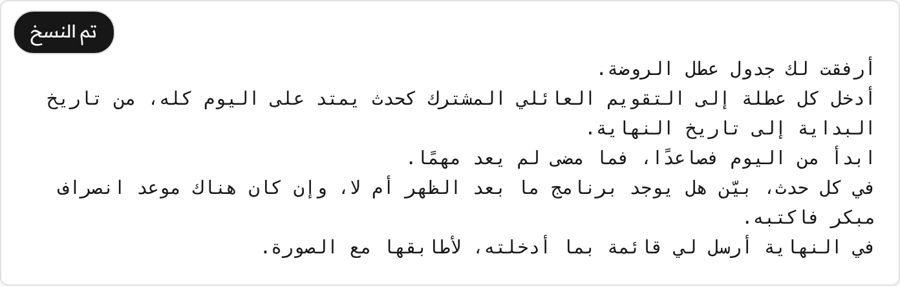 تم النسخ
أرفقت لك جدول عطل الروضة.
أدخل كل عطلة إلى التقويم العائلي المشترك كحدث يمتد على اليوم كله، من تاريخ
البداية إلى تاريخ النهاية.
ابدأ من اليوم فصاعدًا، فما مضى لم يعد مهمًا.
في كل حدث، بيّن هل يوجد برنامج ما بعد الظهر أم لا، وإن كان هناك موعد انصراف
مبكر فاكتبه.
في النهاية أرسل لي قائمة بما أدخلته، لأطابقها مع الصورة.